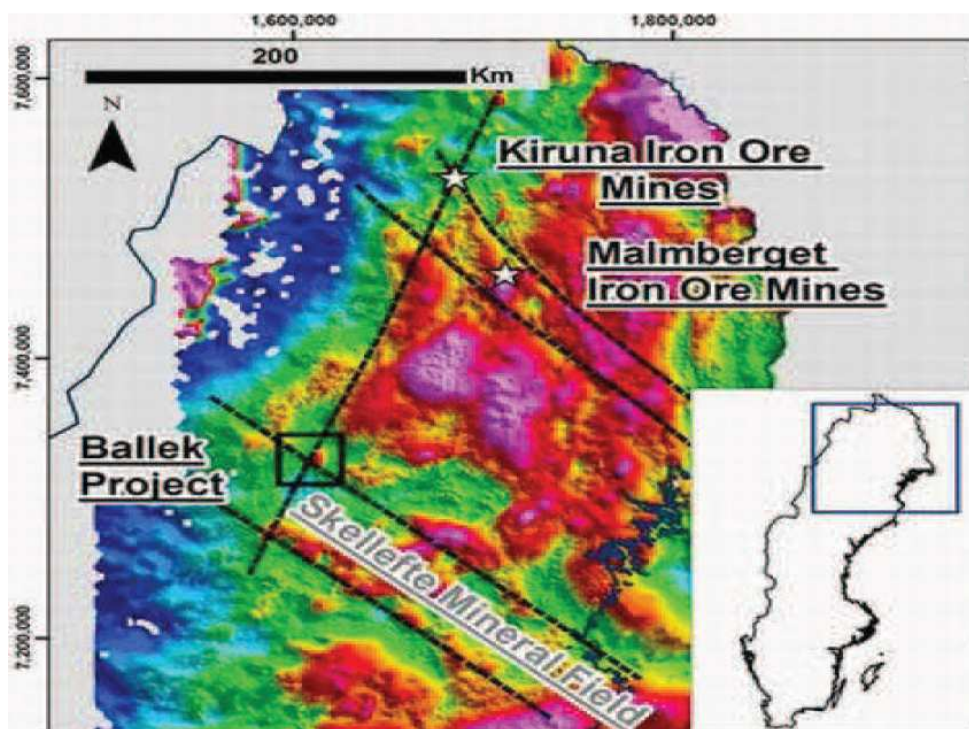 1,600,000
1,800,000
7,600,000
7,400,000
7,200,000
200
Km
N
Kiruna Iron Ore
Mines
Malmberget
Iron Ore Mines
Ballek
Project
Skellefte Mineral Field